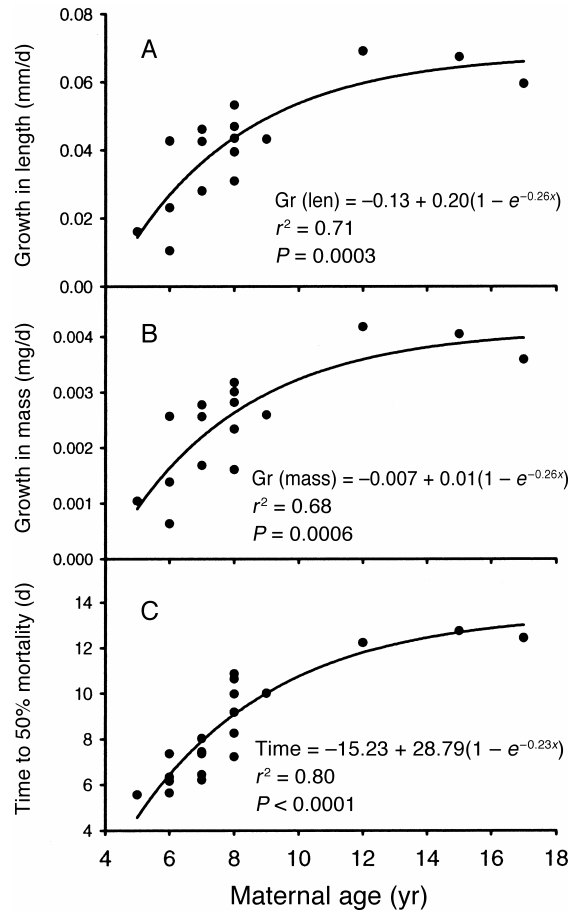 0.08
A
0.06
0.04
0.02
0.00
Growth in length (mm/d)
Gr (len) = –0.13 + 0.20(1 – e^–0.26x)
r² = 0.71
P = 0.0003
B
0.004
0.003
0.002
0.001
0.000
Growth in mass (mg/d)
Gr (mass) = –0.007 + 0.01(1 – e^–0.26x)
r² = 0.68
P = 0.0006
C
14
12
10
8
6
4
Time to 50% mortality (d)
Time = –15.23 + 28.79(1 – e^–0.23x)
r² = 0.80
P < 0.0001
4 6 8 10 12 14 16 18
Maternal age (yr)